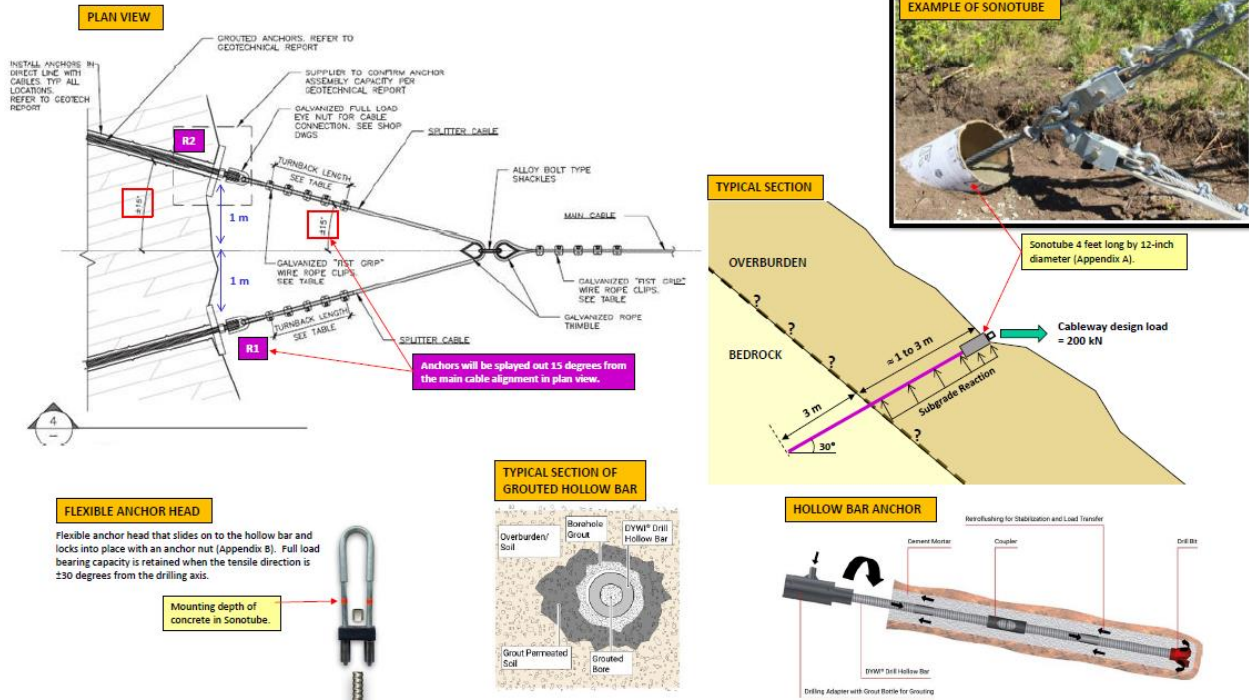 PLAN VIEW
GROUTED ANCHORS. REFER TO
GEOTECHNICAL REPORT
INSTALL ANCHORS IN
DIRECT LINE WITH
CABLES. TYP ALL
LOCATIONS.
REFER TO GEOTECH
REPORT
SUPPLIER TO CONFIRM ANCHOR
ASSEMBLY CAPACITY PER
GEOTECHNICAL REPORT
GALVANIZED FULL LOAD
EYE NUT FOR CABLE
CONNECTION. SEE SHOP
DWGS
SPLITTER CABLE
R2
TURNBACK LENGTH
SEE TABLE
ALLOY BOLT TYPE
SHACKLES
±15°
1 m
±15°
MAIN CABLE
1 m
GALVANIZED "FIST GRIP"
WIRE ROPE CLIPS.
SEE TABLE
GALVANIZED "FIST GRIP"
WIRE ROPE CLIPS.
SEE TABLE
TURNBACK LENGTH
SEE TABLE
GALVANIZED ROPE
THIMBLE
SPLITTER CABLE
R1
Anchors will be splayed out 15 degrees from
the main cable alignment in plan view.
4
EXAMPLE OF SONOTUBE
TYPICAL SECTION
Sonotube 4 feet long by 12-inch
diameter (Appendix A).
OVERBURDEN
?
?
?
?
?
?
BEDROCK
≈ 1 to 3 m
Cableway design load
= 200 kN
Subgrade Reaction
3 m
30°
FLEXIBLE ANCHOR HEAD
Flexible anchor head that slides on to the hollow bar and
locks into place with an anchor nut (Appendix B). Full load
bearing capacity is retained when the tensile direction is
±30 degrees from the drilling axis.
Mounting depth of
concrete in Sonotube.
TYPICAL SECTION OF
GROUTED HOLLOW BAR
Overburden/
Soil
Borehole
Grout
DYWI® Drill
Hollow Bar
Grout Permeated
Soil
Grouted
Bore
HOLLOW BAR ANCHOR
Retroflushing for Stabilization and Load Transfer
Cement Mortar
Coupler
Drill Bit
DYWI® Drill Hollow Bar
Drilling Adapter with Grout Bottle for Grouting